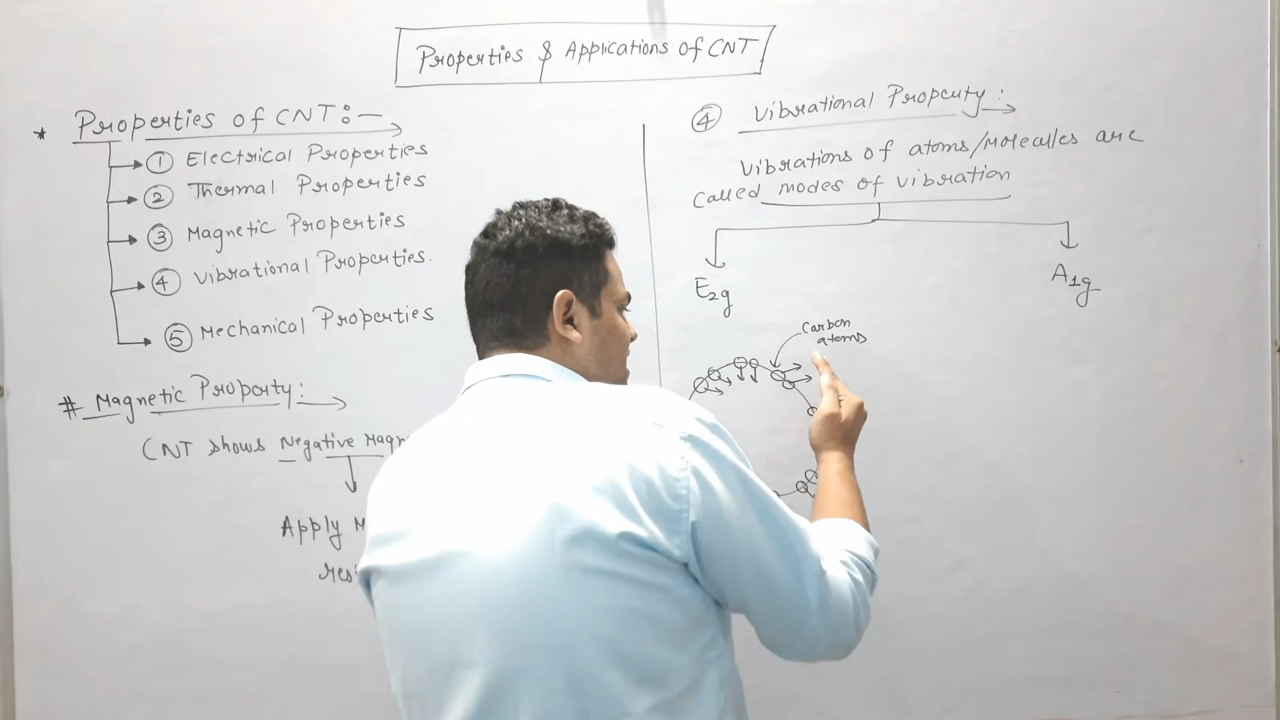 Properties & Applications of CNT
* Properties of CNT:-
① Electrical Properties
② Thermal Properties
③ Magnetic Properties
④ Vibrational Properties.
⑤ Mechanical Properties
# Magnetic Property:
CNT shows Negative
Apply
④ Vibrational Property:
Vibrations of atoms/Molecules are
Called modes of vibration
E2g
A1g
Carbon
atoms